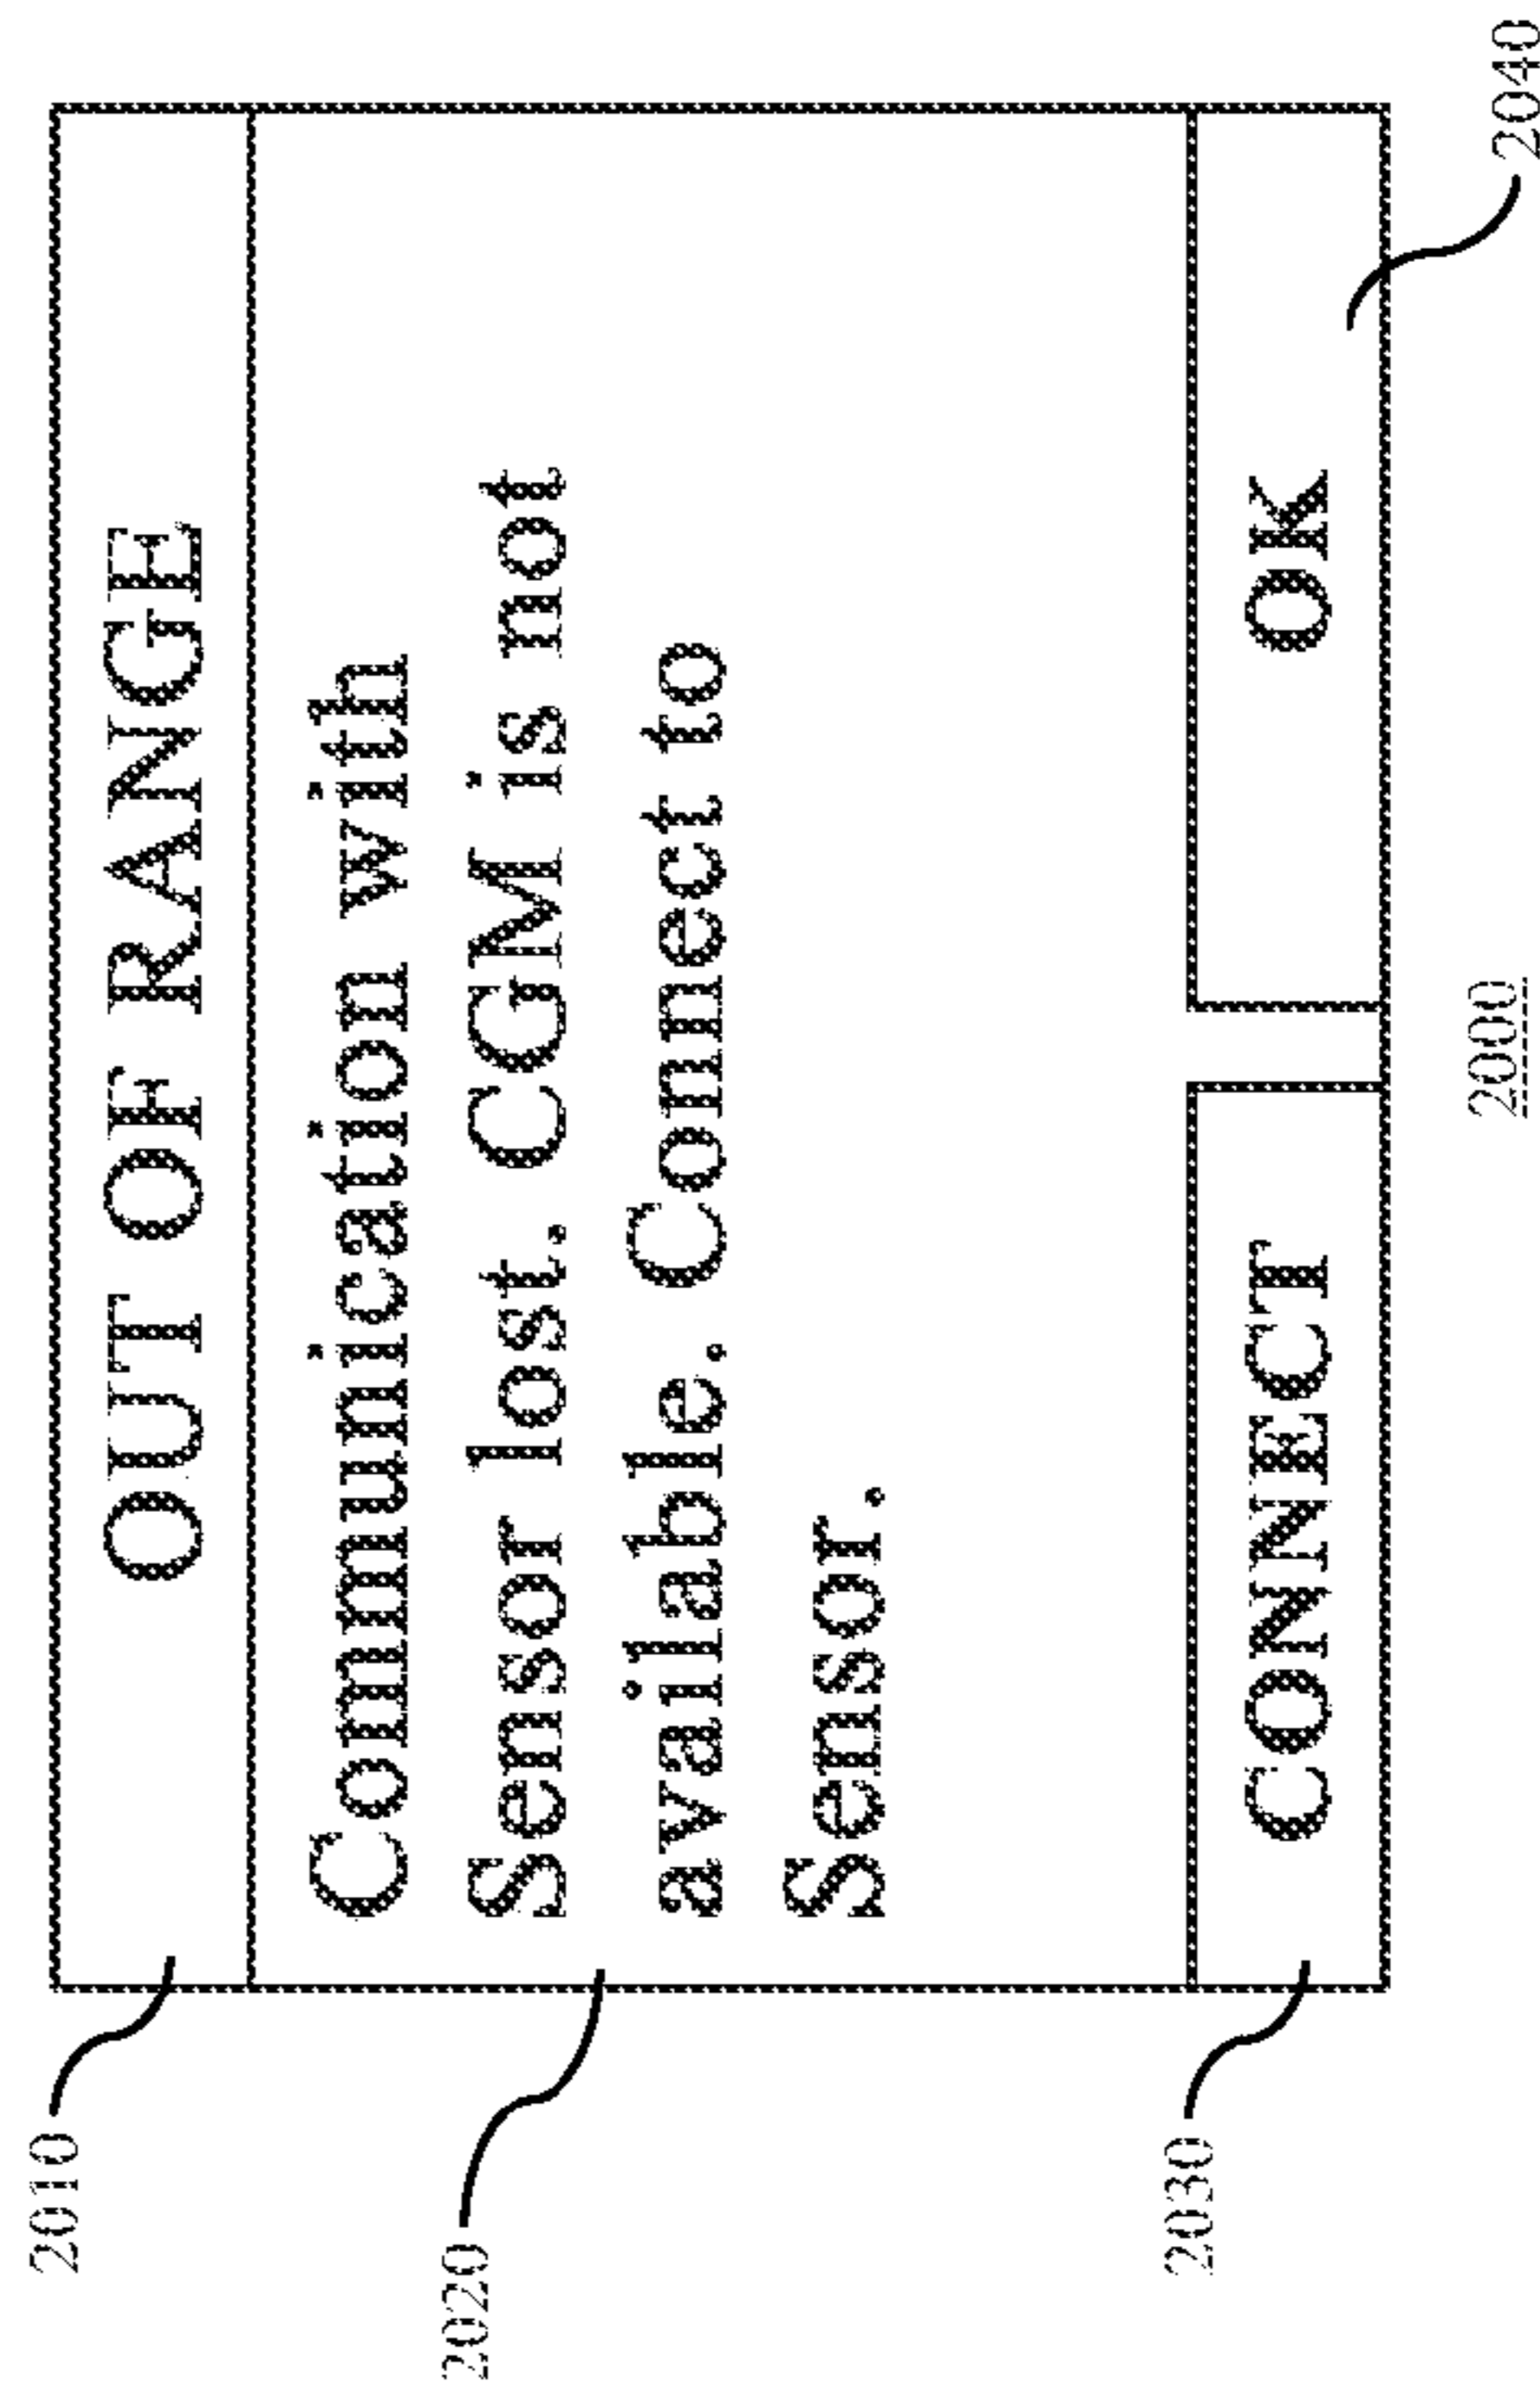 2010
OUT OF RANGE
2020
Communication with
Sensor lost. CGM is not
available. Connect to
Sensor.
2030
CONNECT
OK
2040
2000